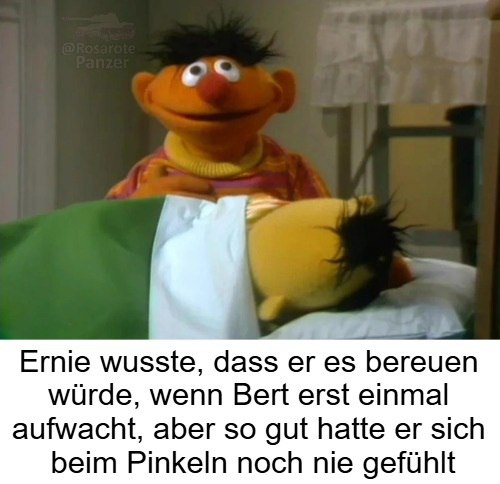 @Rosarote
Panzer
Ernie wusste, dass er es bereuen
würde, wenn Bert erst einmal
aufwacht, aber so gut hatte er sich
beim Pinkeln noch nie gefühlt